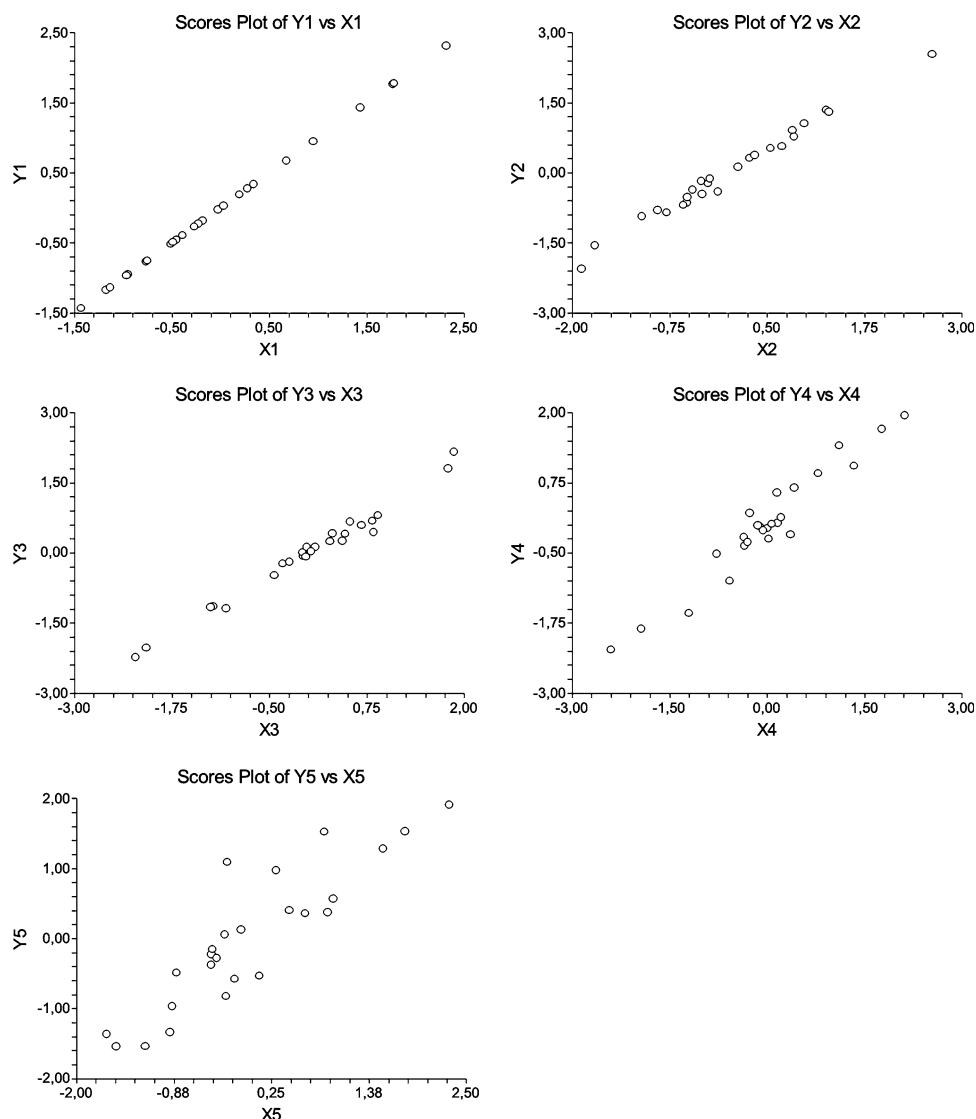 Scores Plot of Y1 vs X1
2,50
1,50
0,50
-0,50
-1,50
Y1
-1,50 -0,50 0,50 1,50 2,50
X1
Scores Plot of Y2 vs X2
3,00
1,50
0,00
-1,50
-3,00
Y2
-2,00 -0,75 0,50 1,75 3,00
X2
Scores Plot of Y3 vs X3
3,00
1,50
0,00
-1,50
-3,00
Y3
-3,00 -1,75 -0,50 0,75 2,00
X3
Scores Plot of Y4 vs X4
2,00
0,75
-0,50
-1,75
-3,00
Y4
-3,00 -1,50 0,00 1,50 3,00
X4
Scores Plot of Y5 vs X5
2,00
1,00
0,00
-1,00
-2,00
Y5
-2,00 -0,88 0,25 1,38 2,50
X5